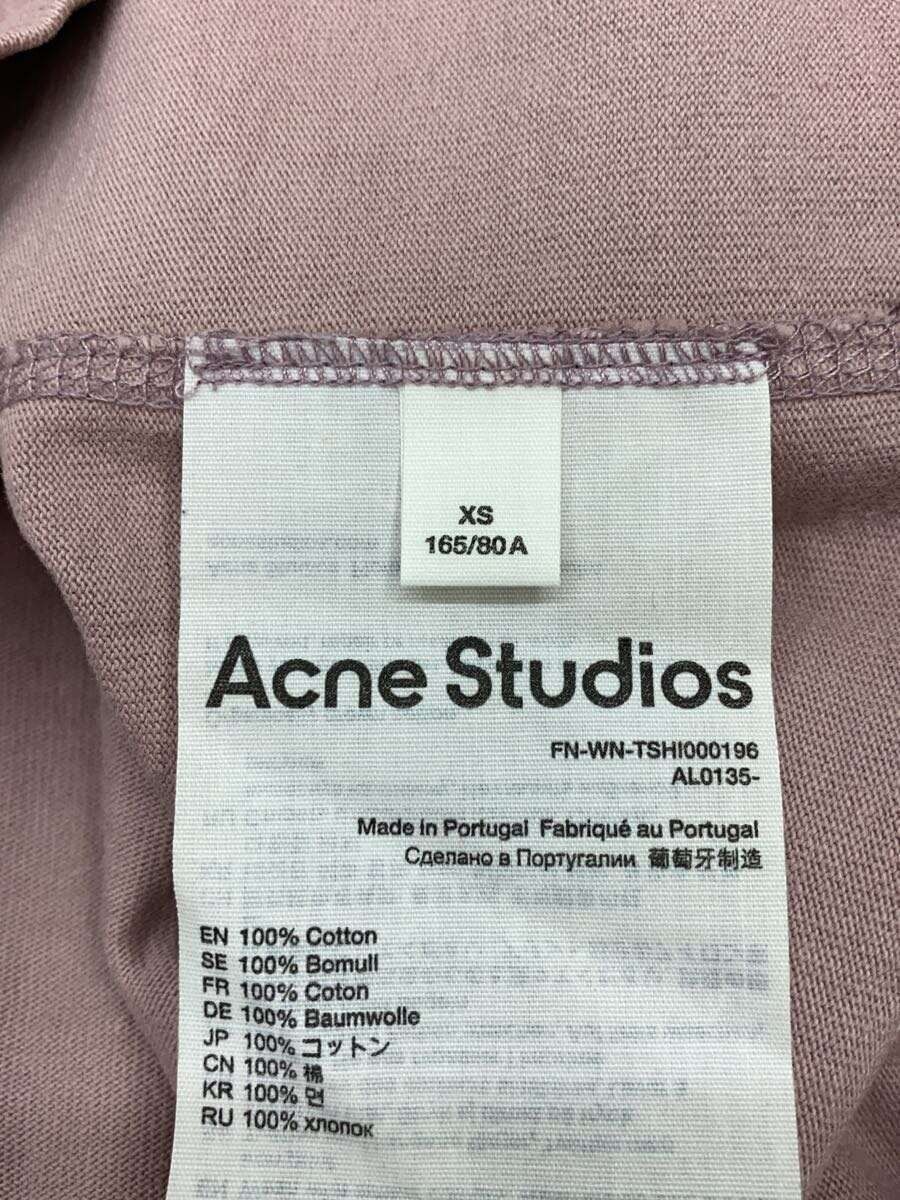 XS
165/80A
Acne Studios
FN-WN-TSHI000196
AL0135-
Made in Portugal Fabriqué au Portugal
Сделано в Португалии 葡萄牙制造
EN 100% Cotton
SE 100% Bomull
FR 100% Coton
DE 100% Baumwolle
JP 100% コットン
CN 100% 棉
KR 100% 면
RU 100% хлопок